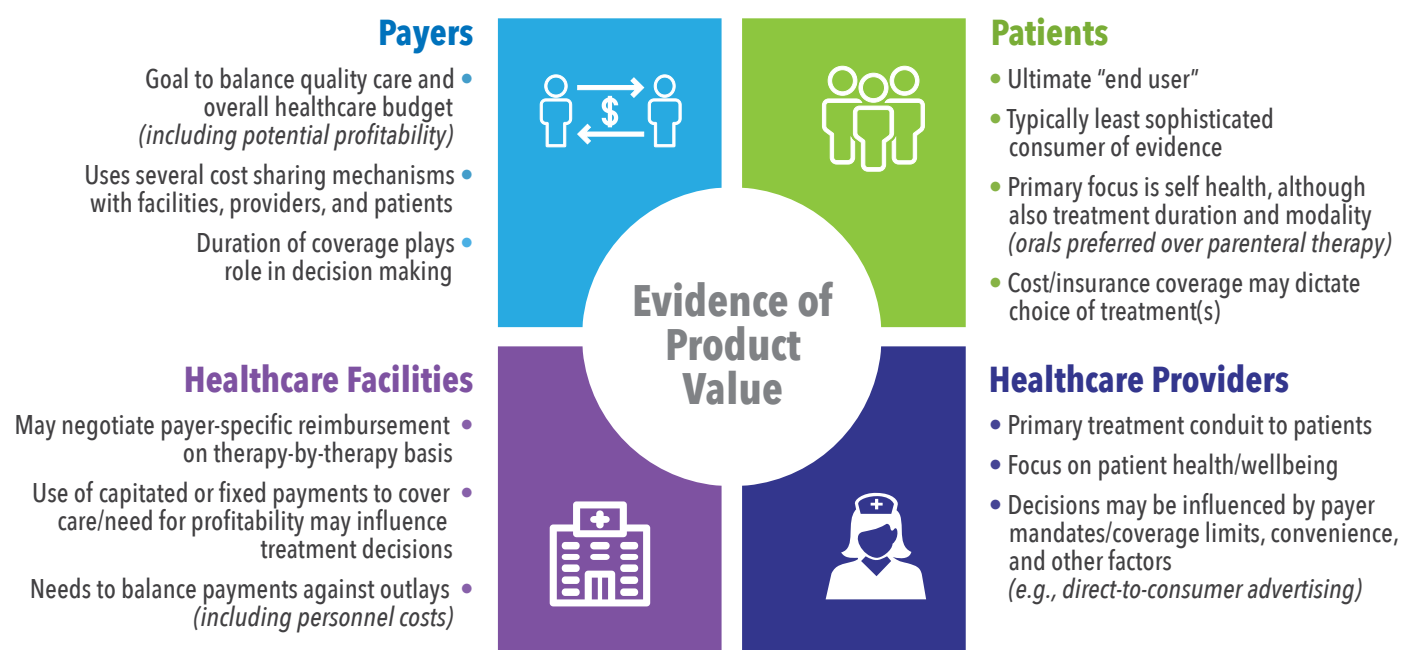 Payers
Goal to balance quality care and •
overall healthcare budget
(including potential profitability)
Uses several cost sharing mechanisms •
with facilities, providers, and patients
Duration of coverage plays •
role in decision making
$
Patients
• Ultimate “end user”
• Typically least sophisticated
consumer of evidence
• Primary focus is self health, although
also treatment duration and modality
(orals preferred over parenteral therapy)
• Cost/insurance coverage may dictate
choice of treatment(s)
Evidence of
Product
Value
Healthcare Facilities
May negotiate payer-specific reimbursement •
on therapy-by-therapy basis
Use of capitated or fixed payments to cover •
care/need for profitability may influence
treatment decisions
Needs to balance payments against outlays •
(including personnel costs)
Healthcare Providers
• Primary treatment conduit to patients
• Focus on patient health/wellbeing
• Decisions may be influenced by payer
mandates/coverage limits, convenience,
and other factors
(e.g., direct-to-consumer advertising)